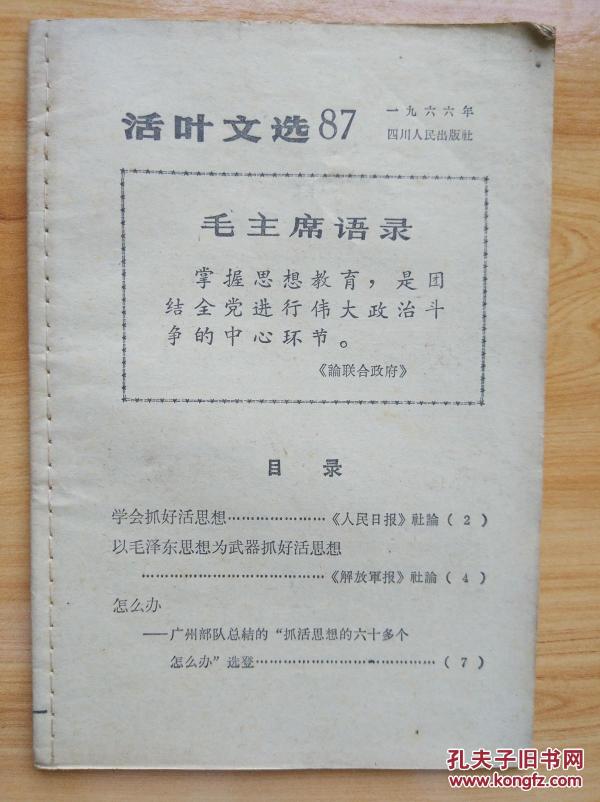 活叶文选87
一九六六年
四川人民出版社
毛主席语录
掌握思想教育，是团
结全党进行伟大政治斗
争的中心环节。
《論联合政府》
目 录
学会抓好活思想…………………《人民日报》社論（2）
以毛泽东思想为武器抓好活思想
…………………………………《解放軍报》社論（4）
怎么办
——广州部队总結的“抓活思想的六十多个
怎么办”选登…………………………………（7）
孔夫子旧书网
www.kongfz.com